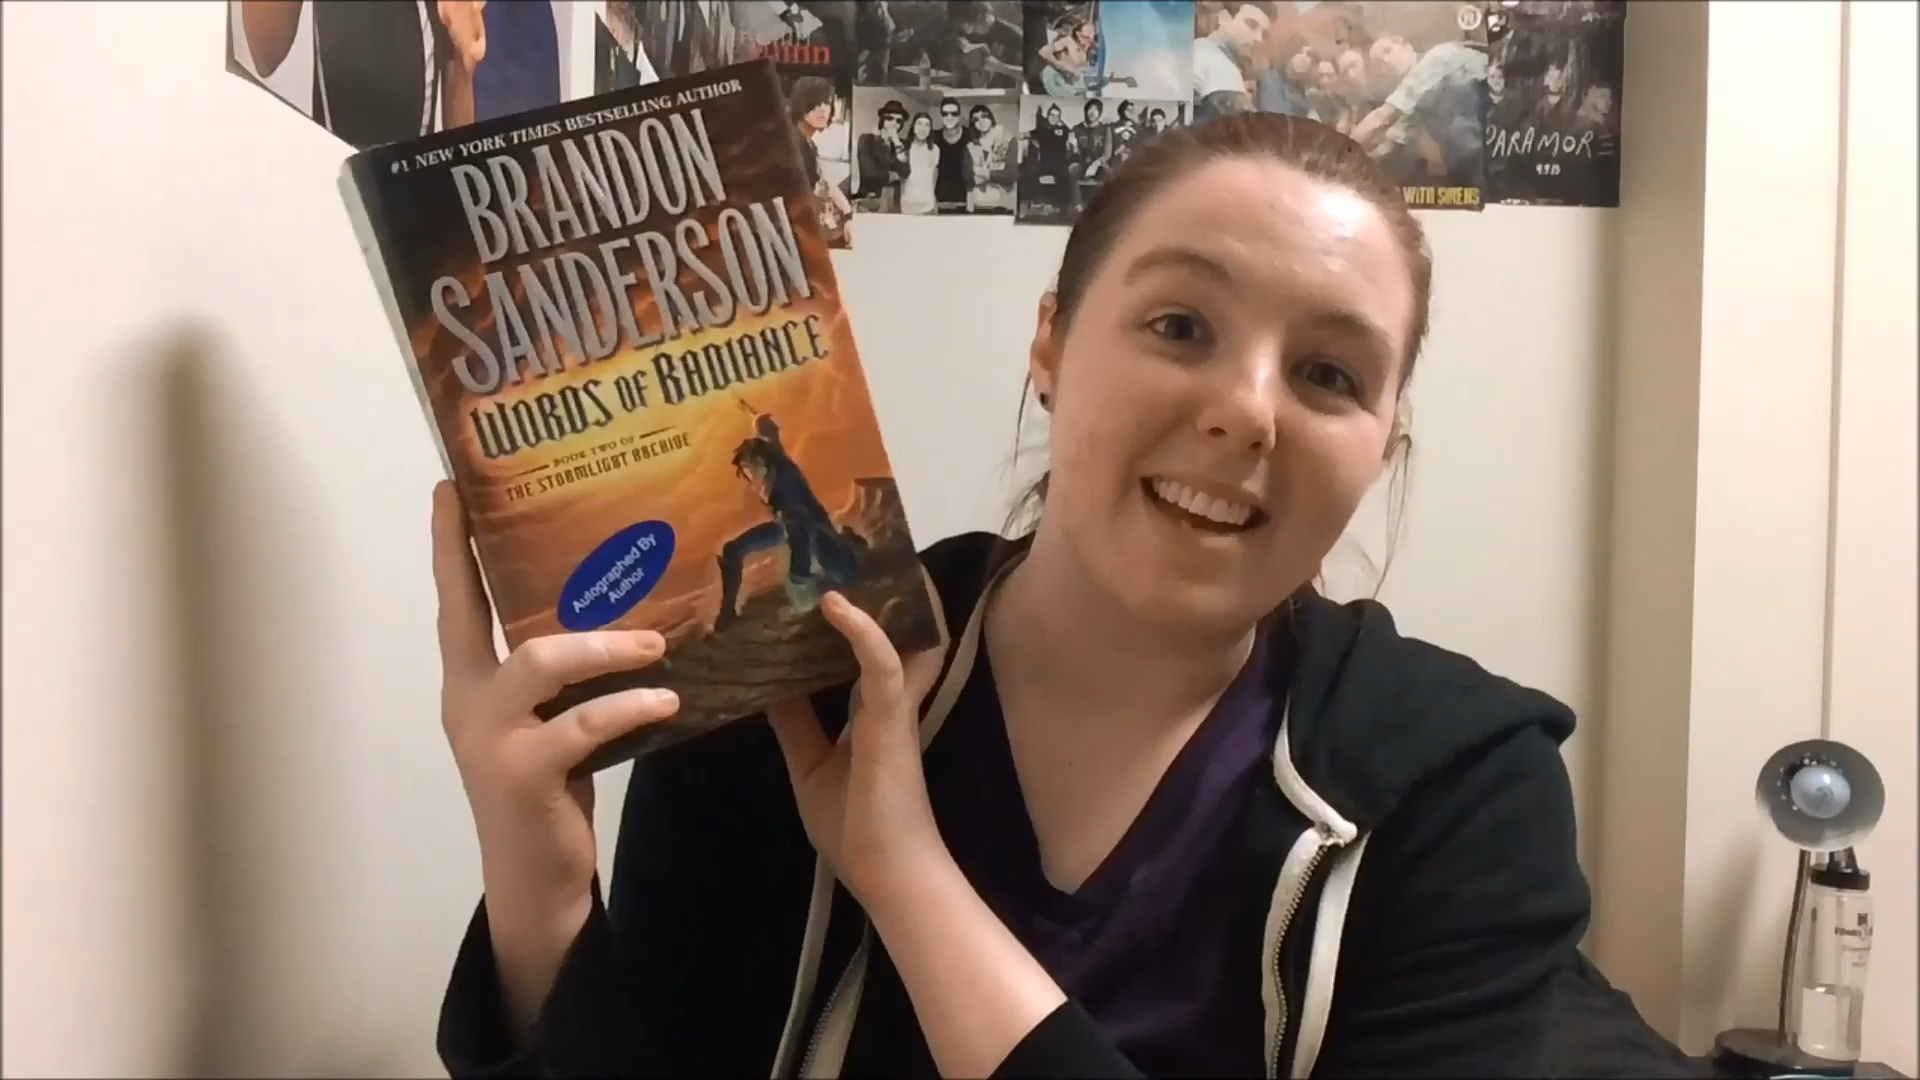 #1 NEW YORK TIMES BESTSELLING AUTHOR
BRANDON
SANDERSON
WORDS OF RADIANCE
BOOK TWO OF
THE STORMLIGHT ARCHIVE
Autographed By
Author
PARAMORE
WITH SIRENS